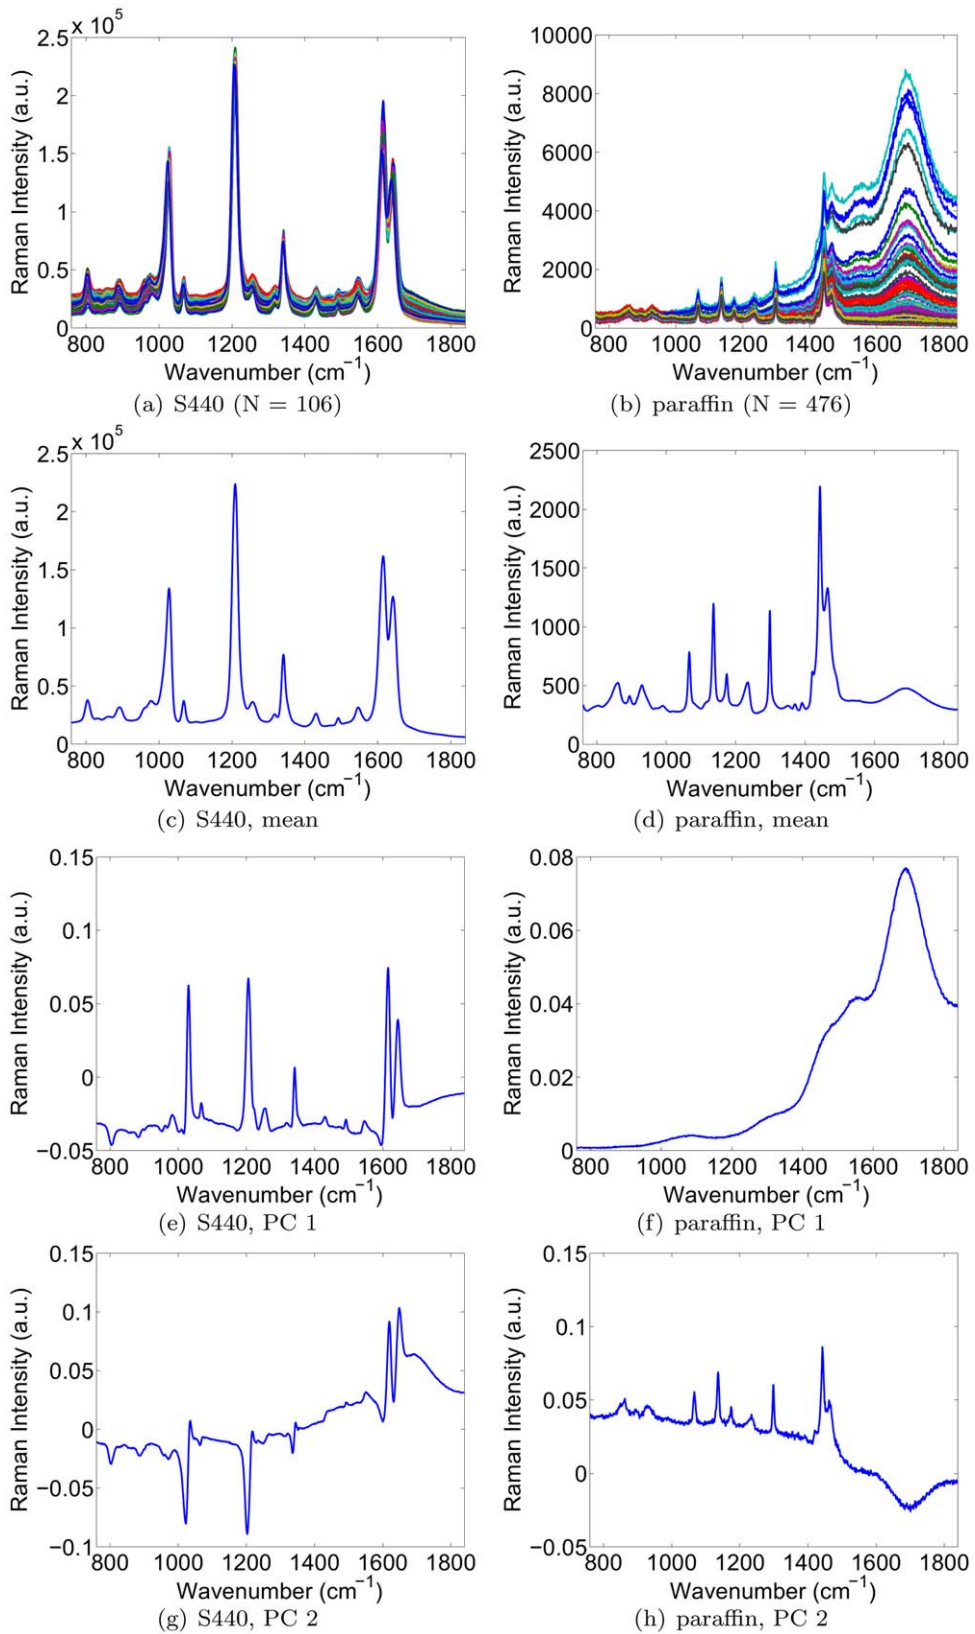 x 10⁵
2.5
2
1.5
1
0.5
0
Raman Intensity (a.u.)
800 1000 1200 1400 1600 1800
Wavenumber (cm⁻¹)
(a) S440 (N = 106)
10000
8000
6000
4000
2000
0
Raman Intensity (a.u.)
800 1000 1200 1400 1600 1800
Wavenumber (cm⁻¹)
(b) paraffin (N = 476)
x 10⁵
2.5
2
1.5
1
0.5
0
Raman Intensity (a.u.)
800 1000 1200 1400 1600 1800
Wavenumber (cm⁻¹)
(c) S440, mean
2500
2000
1500
1000
500
0
Raman Intensity (a.u.)
800 1000 1200 1400 1600 1800
Wavenumber (cm⁻¹)
(d) paraffin, mean
0.15
0.1
0.05
0
−0.05
Raman Intensity (a.u.)
800 1000 1200 1400 1600 1800
Wavenumber (cm⁻¹)
(e) S440, PC 1
0.08
0.06
0.04
0.02
0
Raman Intensity (a.u.)
800 1000 1200 1400 1600 1800
Wavenumber (cm⁻¹)
(f) paraffin, PC 1
0.15
0.1
0.05
0
−0.05
−0.1
Raman Intensity (a.u.)
800 1000 1200 1400 1600 1800
Wavenumber (cm⁻¹)
(g) S440, PC 2
0.15
0.1
0.05
0
−0.05
Raman Intensity (a.u.)
800 1000 1200 1400 1600 1800
Wavenumber (cm⁻¹)
(h) paraffin, PC 2